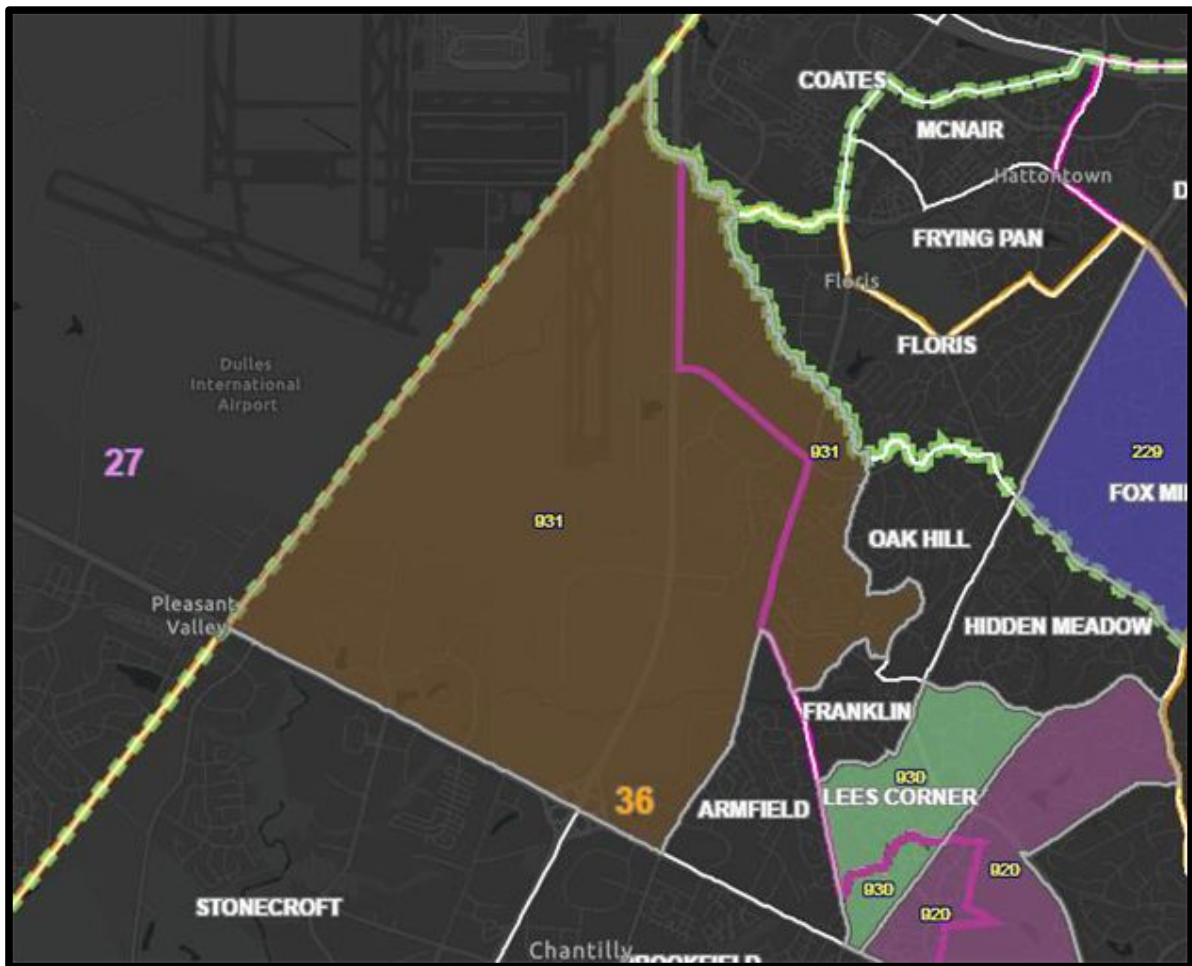 COATES
MCNAIR
Hattontown
D
FRYING PAN
Floris
FLORIS
Dulles
International
Airport
27
931
229
FOX MI
931
OAK HILL
Pleasant
Valley
HIDDEN MEADOW
FRANKLIN
930
36
ARMFIELD
LEES CORNER
920
930
STONECROFT
920
Chantilly